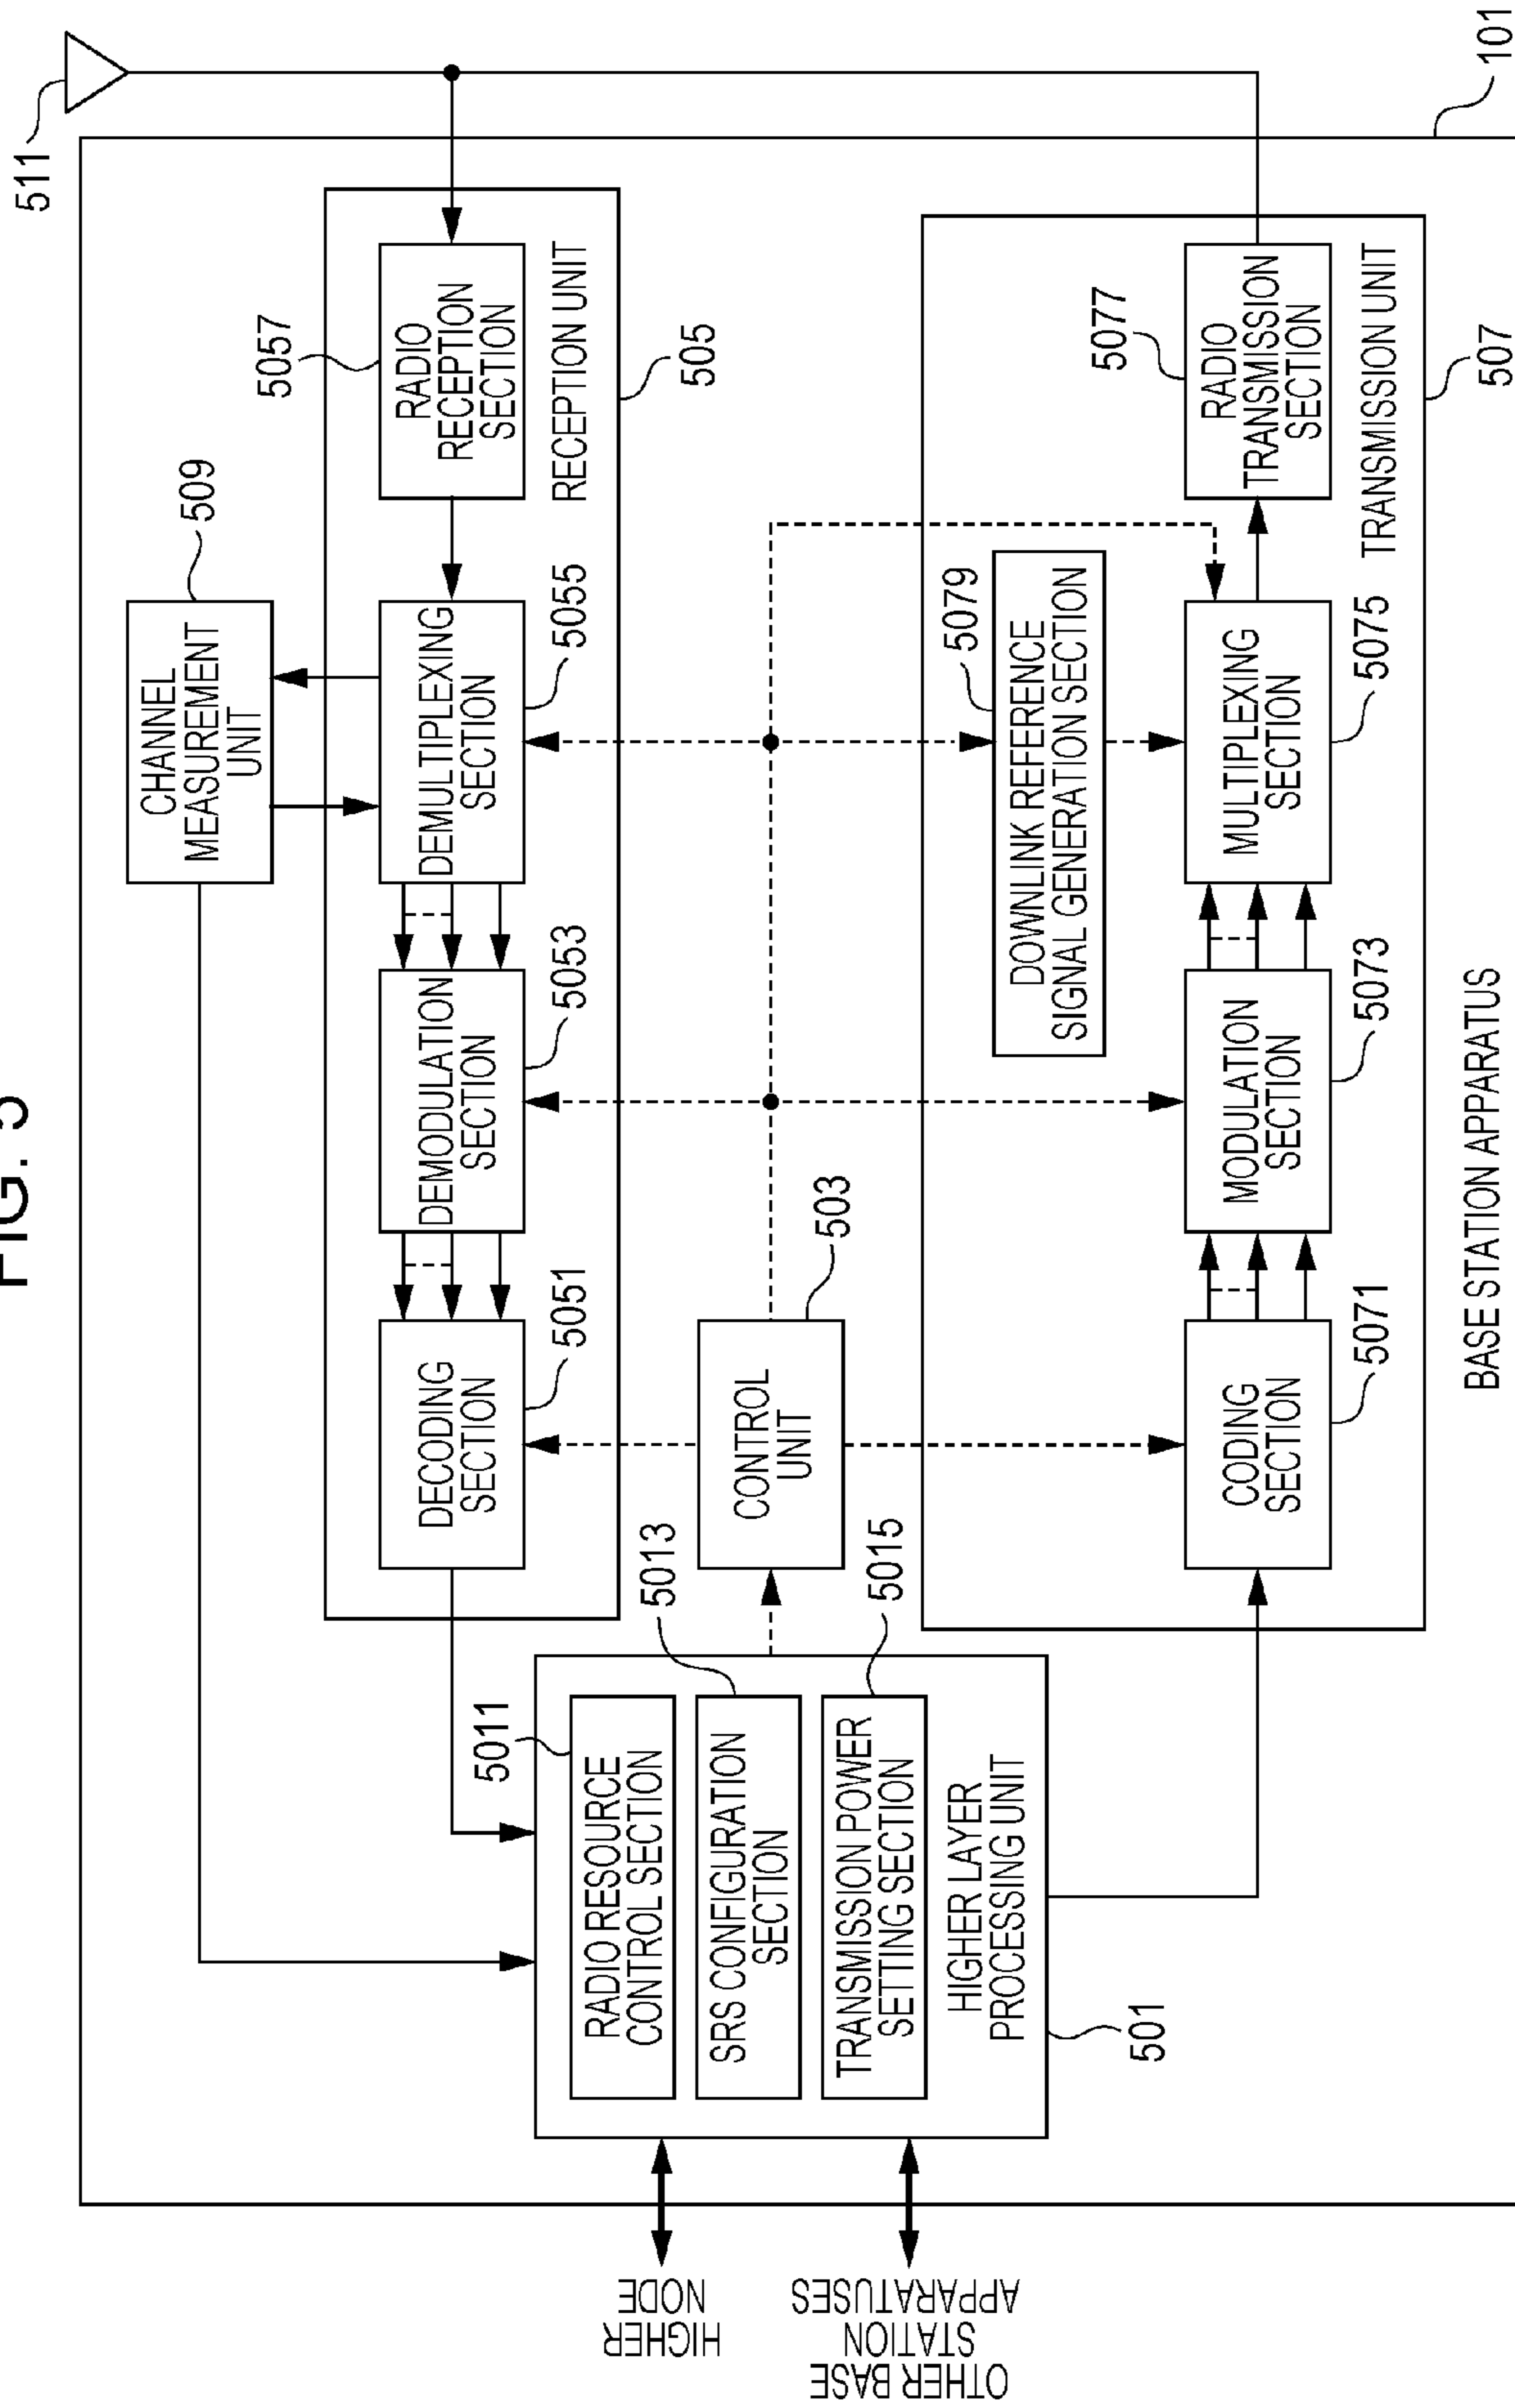 FIG. 5
511
101
CHANNEL
MEASUREMENT
UNIT
509
5057
RADIO
RECEPTION
SECTION
RECEPTION UNIT
505
DEMULTIPLEXING
SECTION
5055
DEMODULATION
SECTION
5053
DECODING
SECTION
5051
5011
RADIO RESOURCE
CONTROL SECTION
5013
SRS CONFIGURATION
SECTION
5015
TRANSMISSION POWER
SETTING SECTION
HIGHER LAYER
PROCESSING UNIT
501
CONTROL
UNIT
503
5079
DOWNLINK REFERENCE
SIGNAL GENERATION SECTION
CODING
SECTION
5071
MODULATION
SECTION
5073
MULTIPLEXING
SECTION
5075
5077
RADIO
TRANSMISSION
SECTION
TRANSMISSION UNIT
507
HIGHER
NODE
OTHER BASE
STATION
APPARATUSES
BASE STATION APPARATUS